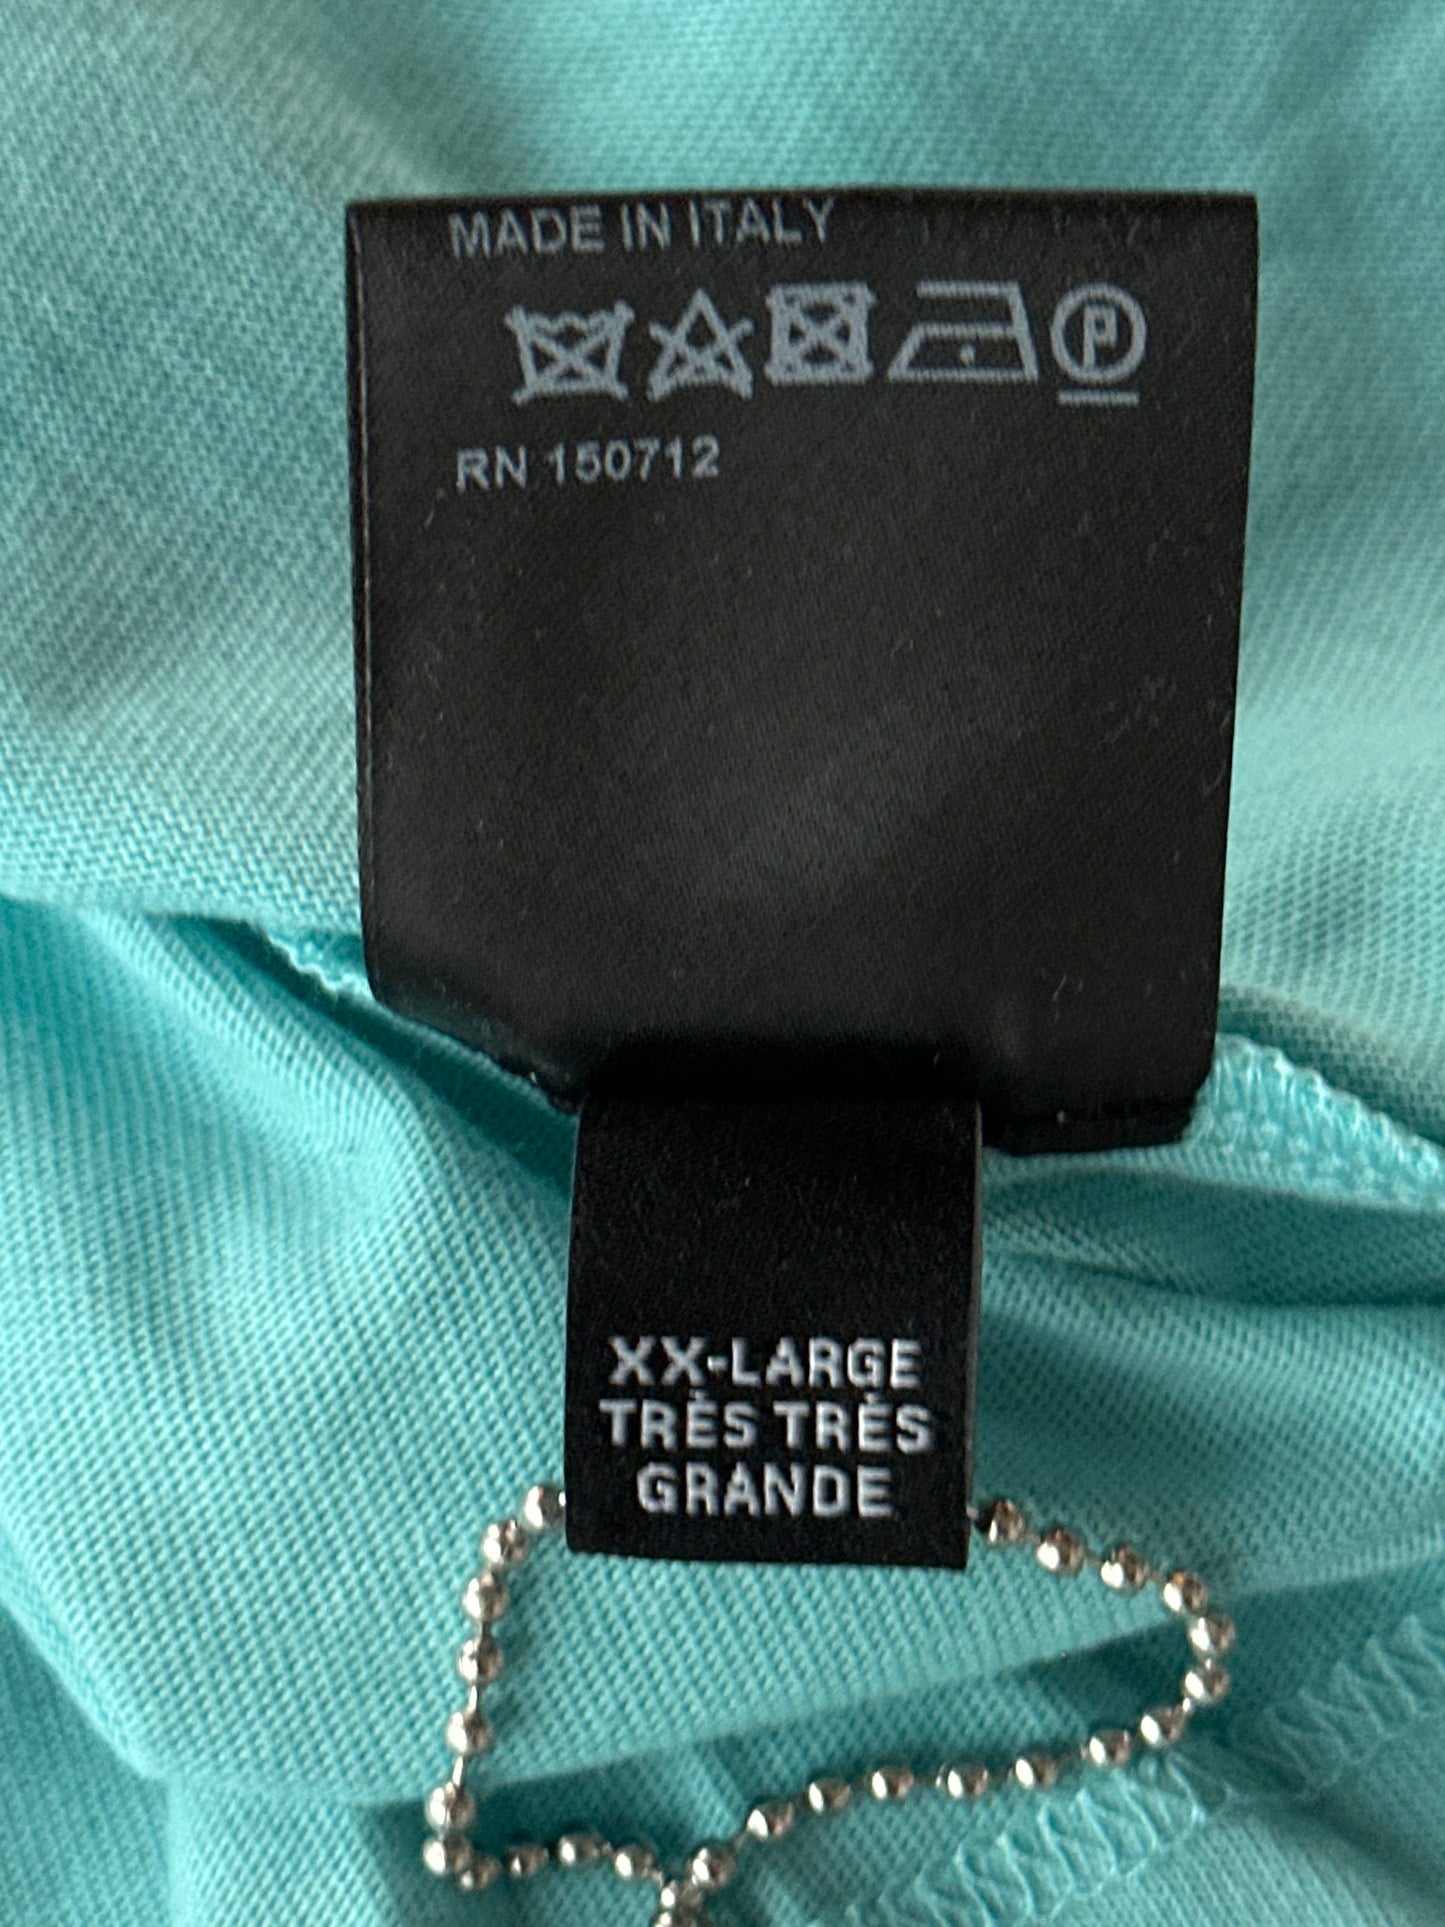 MADE IN ITALY
P
RN 150712
XX-LARGE
TRÈS TRÈS
GRANDE